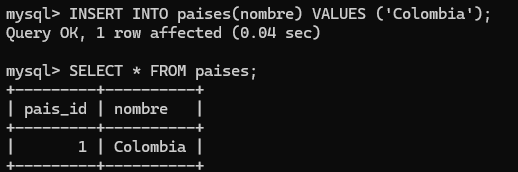 mysql> INSERT INTO paises(nombre) VALUES ('Colombia');
Query OK, 1 row affected (0.04 sec)
mysql> SELECT * FROM paises;
+---------+----------+
| pais_id | nombre   |
+---------+----------+
|       1 | Colombia |
+---------+----------+